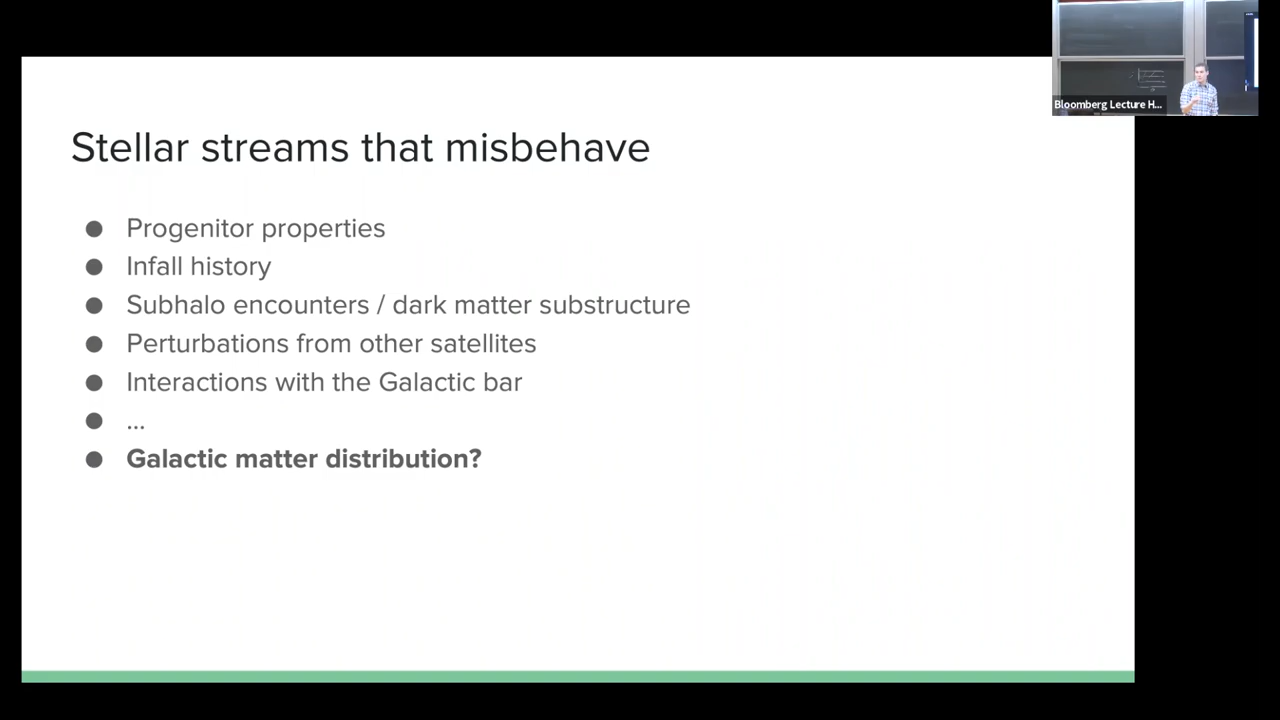 Bloomberg Lecture H...
Stellar streams that misbehave
● Progenitor properties
● Infall history
● Subhalo encounters / dark matter substructure
● Perturbations from other satellites
● Interactions with the Galactic bar
● ...
● Galactic matter distribution?